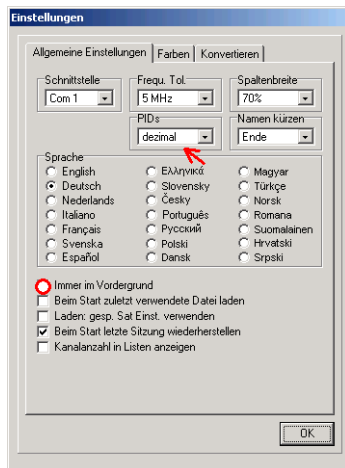 Einstellungen
Allgemeine Einstellungen Farben Konvertieren
Schnittstelle Frequ. Tol. Spaltenbreite
Com 1 5 MHz 70%
PIDs Namen kürzen
dezimal Ende
Sprache
English Ελληνικά Magyar
Deutsch Slovensky Türkçe
Nederlands Česky Norsk
Italiano Português Romana
Français Русский Suomalainen
Svenska Polski Hrvatski
Español Dansk Srpski
Immer im Vordergrund
Beim Start zuletzt verwendete Datei laden
Laden: gesp. Sat Einst. verwenden
Beim Start letzte Sitzung wiederherstellen
Kanalanzahl in Listen anzeigen
OK